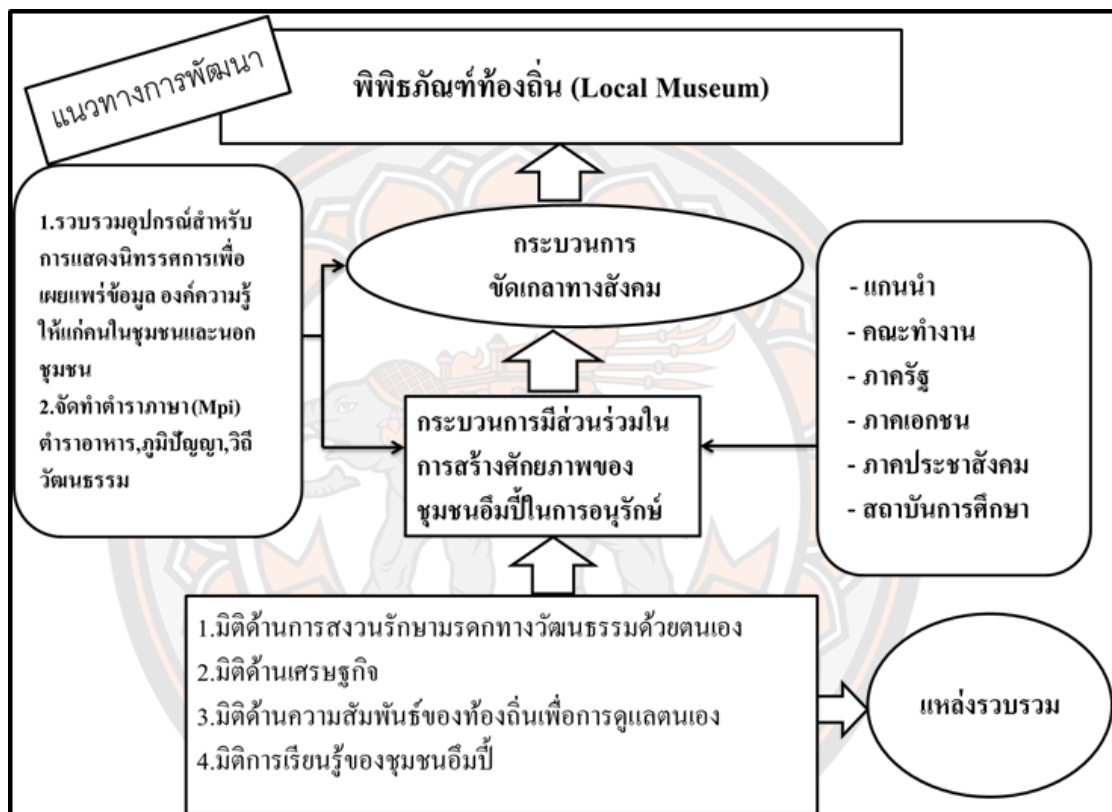 แนวทางการพัฒนา
พิพิธภัณฑ์ท้องถิ่น (Local Museum)
1.รวบรวมอุปกรณ์สำหรับ
การแสดงนิทรรศการเพื่อ
เผยแพร่ข้อมูล องค์ความรู้
ให้แก่คนในชุมชนและนอก
ชุมชน
2.จัดทำตำราภาษา(Mpi)
ตำราอาหาร,ภูมิปัญญา,วิถี
วัฒนธรรม
กระบวนการ
ขัดเกลาทางสังคม
กระบวนการมีส่วนร่วมใน
การสร้างศักยภาพของ
ชุมชนอึมปี้ในการอนุรักษ์
- แกนนำ
- คณะทำงาน
- ภาครัฐ
- ภาคเอกชน
- ภาคประชาสังคม
- สถาบันการศึกษา
1.มิติด้านการสงวนรักษามรดกทางวัฒนธรรมด้วยตนเอง
2.มิติด้านเศรษฐกิจ
3.มิติด้านความสัมพันธ์ของท้องถิ่นเพื่อการดูแลตนเอง
4.มิติการเรียนรู้ของชุมชนอึมปี้
แหล่งรวบรวม